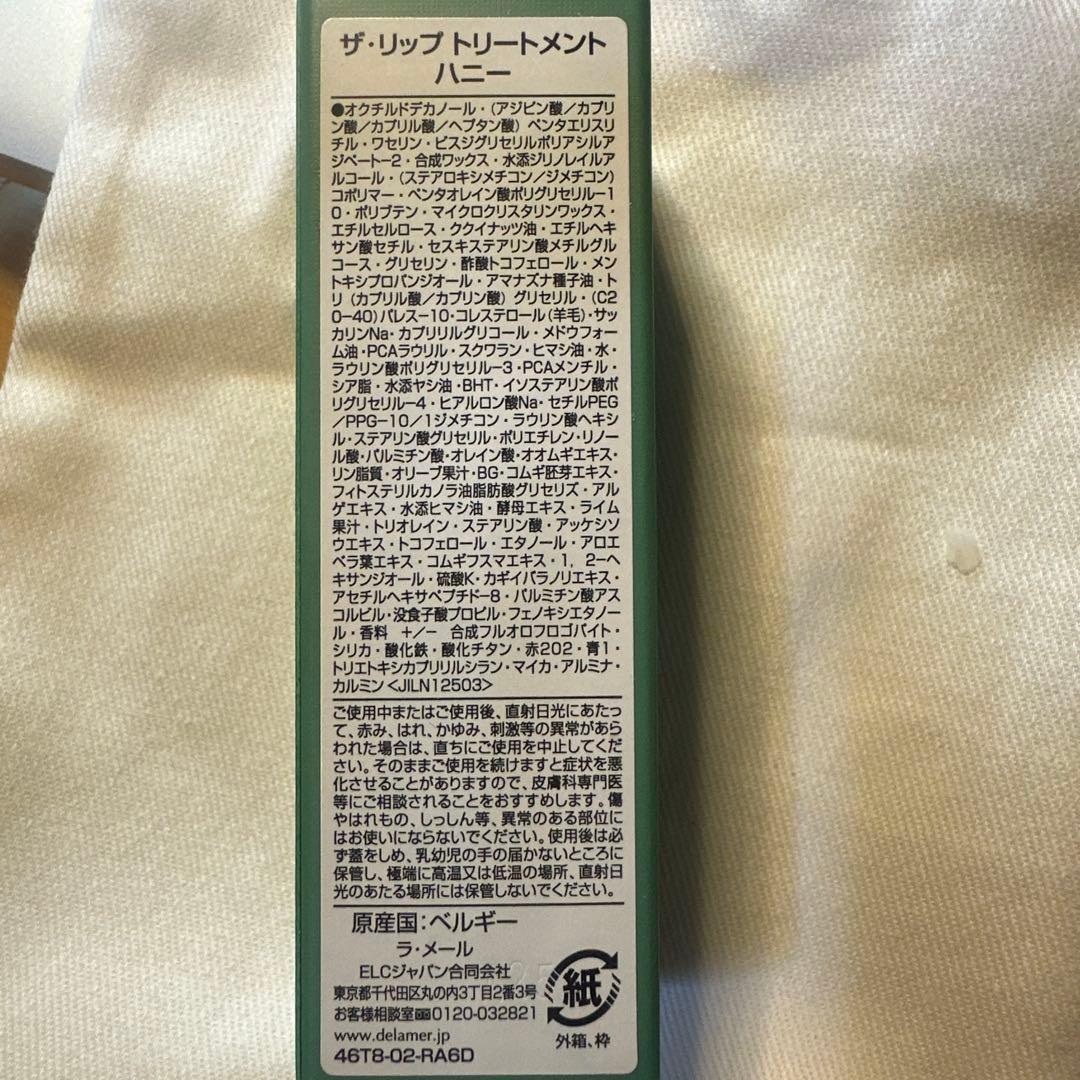 ザ・リップ トリートメント
ハニー
●オクチルドデカノール・(アジピン酸／カプリ
ン酸／カプリル酸／ヘプタン酸）ペンタエリスリ
チル・ワセリン・ビスジグリセリルポリアシルア
ジペート−2・合成ワックス・水添ジリノレイルア
ルコール・(ステアロキシメチコン／ジメチコン)
コポリマー・ペンタオレイン酸ポリグリセリル−1
0・ポリブテン・マイクロクリスタリンワックス・
エチルセルロース・ククイナッツ油・エチルヘキ
サン酸セチル・セスキステアリン酸メチルグル
コース・グリセリン・酢酸トコフェロール・メン
トキシプロパンジオール・アマナズナ種子油・ト
リ（カプリル酸／カプリン酸）グリセリル・(C2
0−40)パレス−10・コレステロール(羊毛)・サッ
カリンNa・カプリリルグリコール・メドウフォー
ム油・PCAラウリル・スクワラン・ヒマシ油・水・
ラウリン酸ポリグリセリル−3・PCAメンチル・
シア脂・水添ヤシ油・BHT・イソステアリン酸ポ
リグリセリル−4・ヒアルロン酸Na・セチルPEG
／PPG−10／1ジメチコン・ラウリン酸ヘキシ
ル・ステアリン酸グリセリル・ポリエチレン・リノー
ル酸・パルミチン酸・オレイン酸・オオムギエキス・
リン脂質・オリーブ果汁・BG・コムギ胚芽エキス・
フィトステリルカノラ油脂肪酸グリセリズ・アル
ゲエキス・水添ヒマシ油・酵母エキス・ライム
果汁・トリオレイン・ステアリン酸・アッケシソ
ウエキス・トコフェロール・エタノール・アロエ
ベラ葉エキス・コムギフスマエキス・1，2−ヘ
キサンジオール・硫酸K・カギイバラノリエキス・
アセチルヘキサペプチド−8・パルミチン酸アス
コルビル・没食子酸プロピル・フェノキシエタノー
ル・香料　+／−　合成フルオロフロゴパイト・
シリカ・酸化鉄・酸化チタン・赤202・青1・
トリエトキシカプリリルシラン・マイカ・アルミナ・
カルミン<JILN12503>
ご使用中またはご使用後、直射日光にあたっ
て、赤み、はれ、かゆみ、刺激等の異常があら
われた場合は、直ちにご使用を中止してくだ
さい。そのままご使用を続けますと症状を悪
化させることがありますので、皮膚科専門医
等にご相談されることをおすすめします。傷
やはれもの、しっしん等、異常のある部位に
はお使いにならないでください。使用後は必
ず蓋をしめ、乳幼児の手の届かないところに
保管し、極端に高温又は低温の場所、直射日
光のあたる場所には保管しないでください。
原産国：ベルギー
ラ・メール
ELCジャパン合同会社
東京都千代田区丸の内3丁目2番3号
お客様相談室 0120-032821
www.delamer.jp
46T8-02-RA6D
紙
外箱、枠